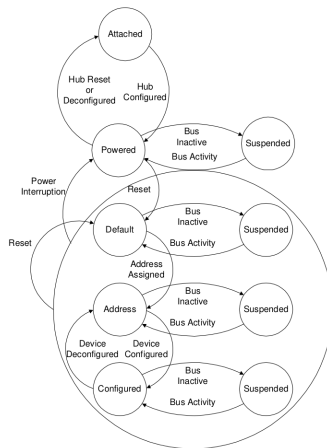 Attached
Hub Reset
or
Deconfigured
Hub
Configured
Powered
Bus
Inactive
Bus Activity
Suspended
Power
Interruption
Reset
Reset
Default
Bus
Inactive
Bus Activity
Suspended
Address
Assigned
Address
Bus
Inactive
Bus Activity
Suspended
Device
Deconfigured
Device
Configured
Configured
Bus
Inactive
Bus Activity
Suspended